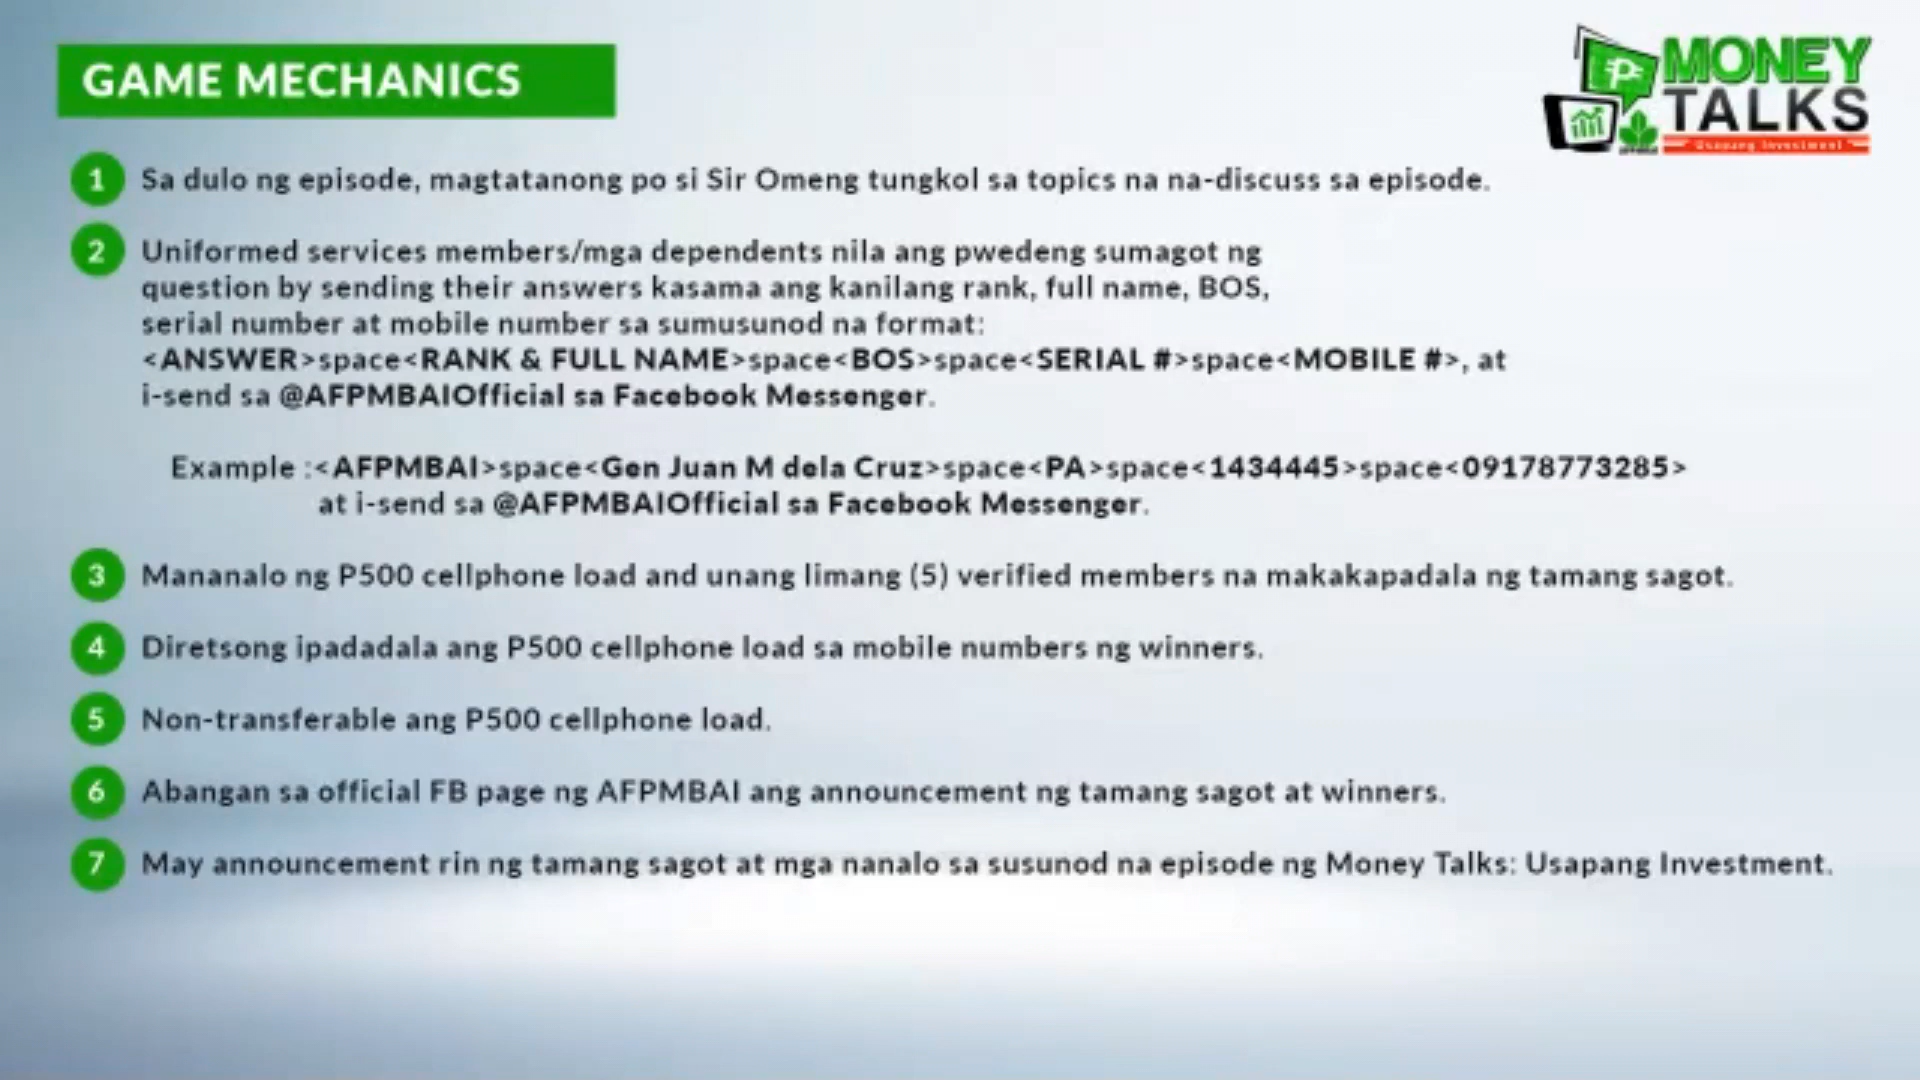 GAME MECHANICS
MONEY
TALKS
Usapang Investment
1 Sa dulo ng episode, magtatanong po si Sir Omeng tungkol sa topics na na-discuss sa episode.
2 Uniformed services members/mga dependents nila ang pwedeng sumagot ng
question by sending their answers kasama ang kanilang rank, full name, BOS,
serial number at mobile number sa sumusunod na format:
<ANSWER>space<RANK & FULL NAME>space<BOS>space<SERIAL #>space<MOBILE #>, at
i-send sa @AFPMBAIOfficial sa Facebook Messenger.
Example :<AFPMBAI>space<Gen Juan M dela Cruz>space<PA>space<1434445>space<09178773285>
at i-send sa @AFPMBAIOfficial sa Facebook Messenger.
3 Mananalo ng P500 cellphone load and unang limang (5) verified members na makakapadala ng tamang sagot.
4 Diretsong ipadadala ang P500 cellphone load sa mobile numbers ng winners.
5 Non-transferable ang P500 cellphone load.
6 Abangan sa official FB page ng AFPMBAI ang announcement ng tamang sagot at winners.
7 May announcement rin ng tamang sagot at mga nanalo sa susunod na episode ng Money Talks: Usapang Investment.